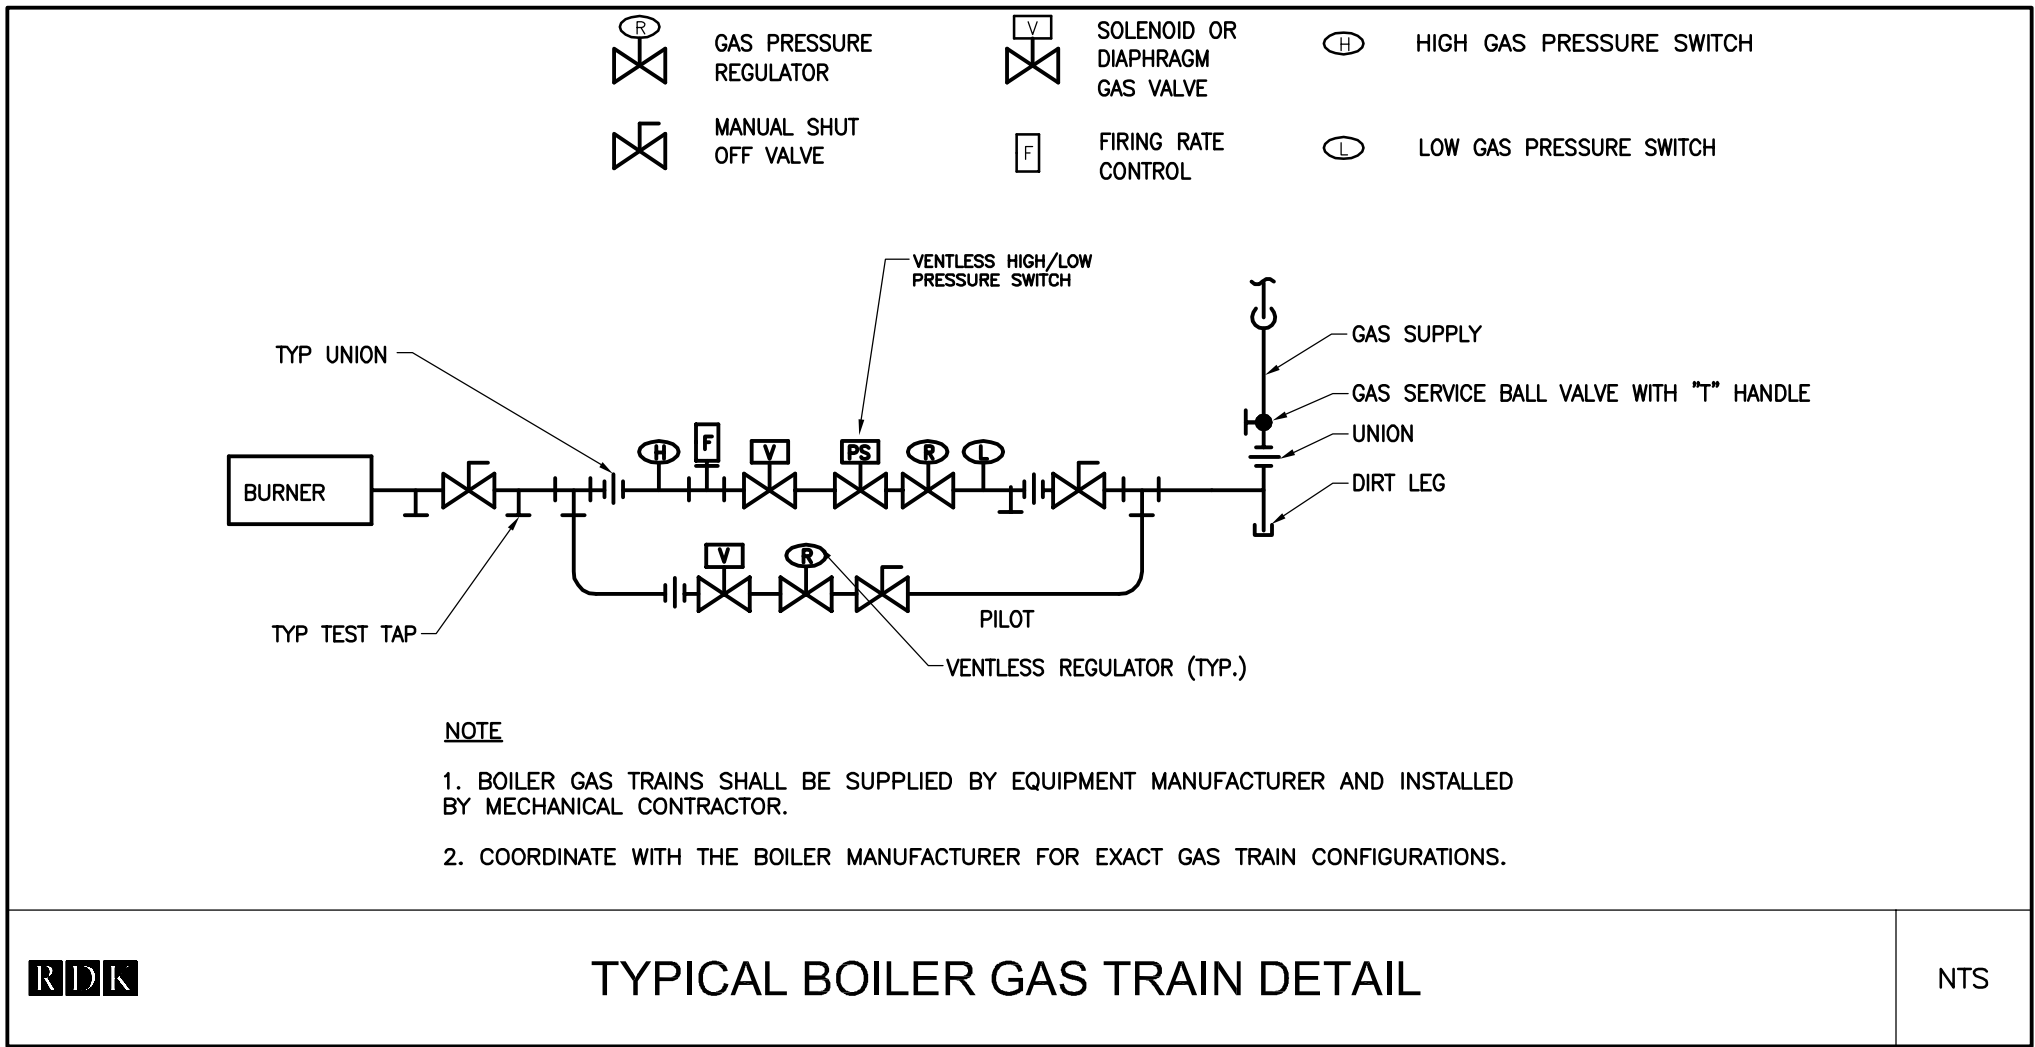 R
GAS PRESSURE
REGULATOR
V
SOLENOID OR
DIAPHRAGM
GAS VALVE
H
HIGH GAS PRESSURE SWITCH
MANUAL SHUT
OFF VALVE
F
FIRING RATE
CONTROL
L
LOW GAS PRESSURE SWITCH
VENTLESS HIGH/LOW
PRESSURE SWITCH
TYP UNION
GAS SUPPLY
GAS SERVICE BALL VALVE WITH "T" HANDLE
UNION
DIRT LEG
BURNER
H
F
V
PS
R
L
V
R
PILOT
TYP TEST TAP
VENTLESS REGULATOR (TYP.)
NOTE
1. BOILER GAS TRAINS SHALL BE SUPPLIED BY EQUIPMENT MANUFACTURER AND INSTALLED
BY MECHANICAL CONTRACTOR.
2. COORDINATE WITH THE BOILER MANUFACTURER FOR EXACT GAS TRAIN CONFIGURATIONS.
RDK
TYPICAL BOILER GAS TRAIN DETAIL
NTS